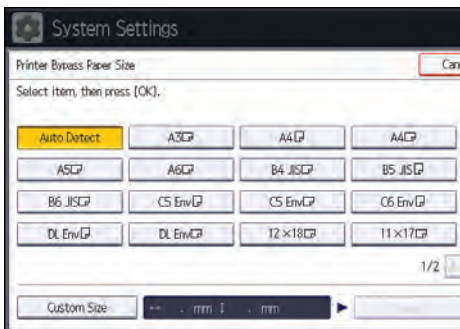 System Settings
Printer Bypass Paper Size Can
Select item, then press [OK].
Auto Detect A3 A4 A4
A5 A6 B4 JIS B5 JIS
B6 JIS C5 Env C5 Env C6 Env
DL Env DL Env 12×18 11×17
1/2
Custom Size ↔ . mm ↕ . mm ▶